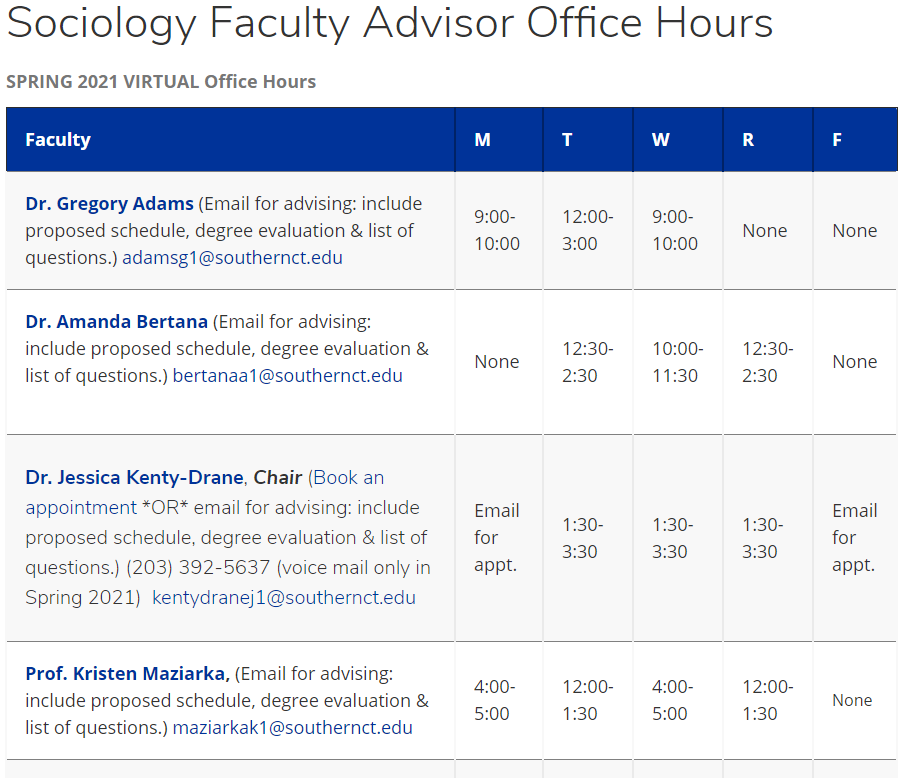 Sociology Faculty Advisor Office Hours
SPRING 2021 VIRTUAL Office Hours
Faculty M T W R F
Dr. Gregory Adams (Email for advising: include
proposed schedule, degree evaluation & list of
questions.) adamsg1@southernct.edu
9:00-
10:00
12:00-
3:00
9:00-
10:00
None
None
Dr. Amanda Bertana (Email for advising:
include proposed schedule, degree evaluation &
list of questions.) bertanaa1@southernct.edu
None
12:30-
2:30
10:00-
11:30
12:30-
2:30
None
Dr. Jessica Kenty-Drane, Chair (Book an
appointment *OR* email for advising: include
proposed schedule, degree evaluation & list of
questions.) (203) 392-5637 (voice mail only in
Spring 2021) kentydranej1@southernct.edu
Email
for
appt.
1:30-
3:30
1:30-
3:30
1:30-
3:30
Email
for
appt.
Prof. Kristen Maziarka, (Email for advising:
include proposed schedule, degree evaluation &
list of questions.) maziarkak1@southernct.edu
4:00-
5:00
12:00-
1:30
4:00-
5:00
12:00-
1:30
None